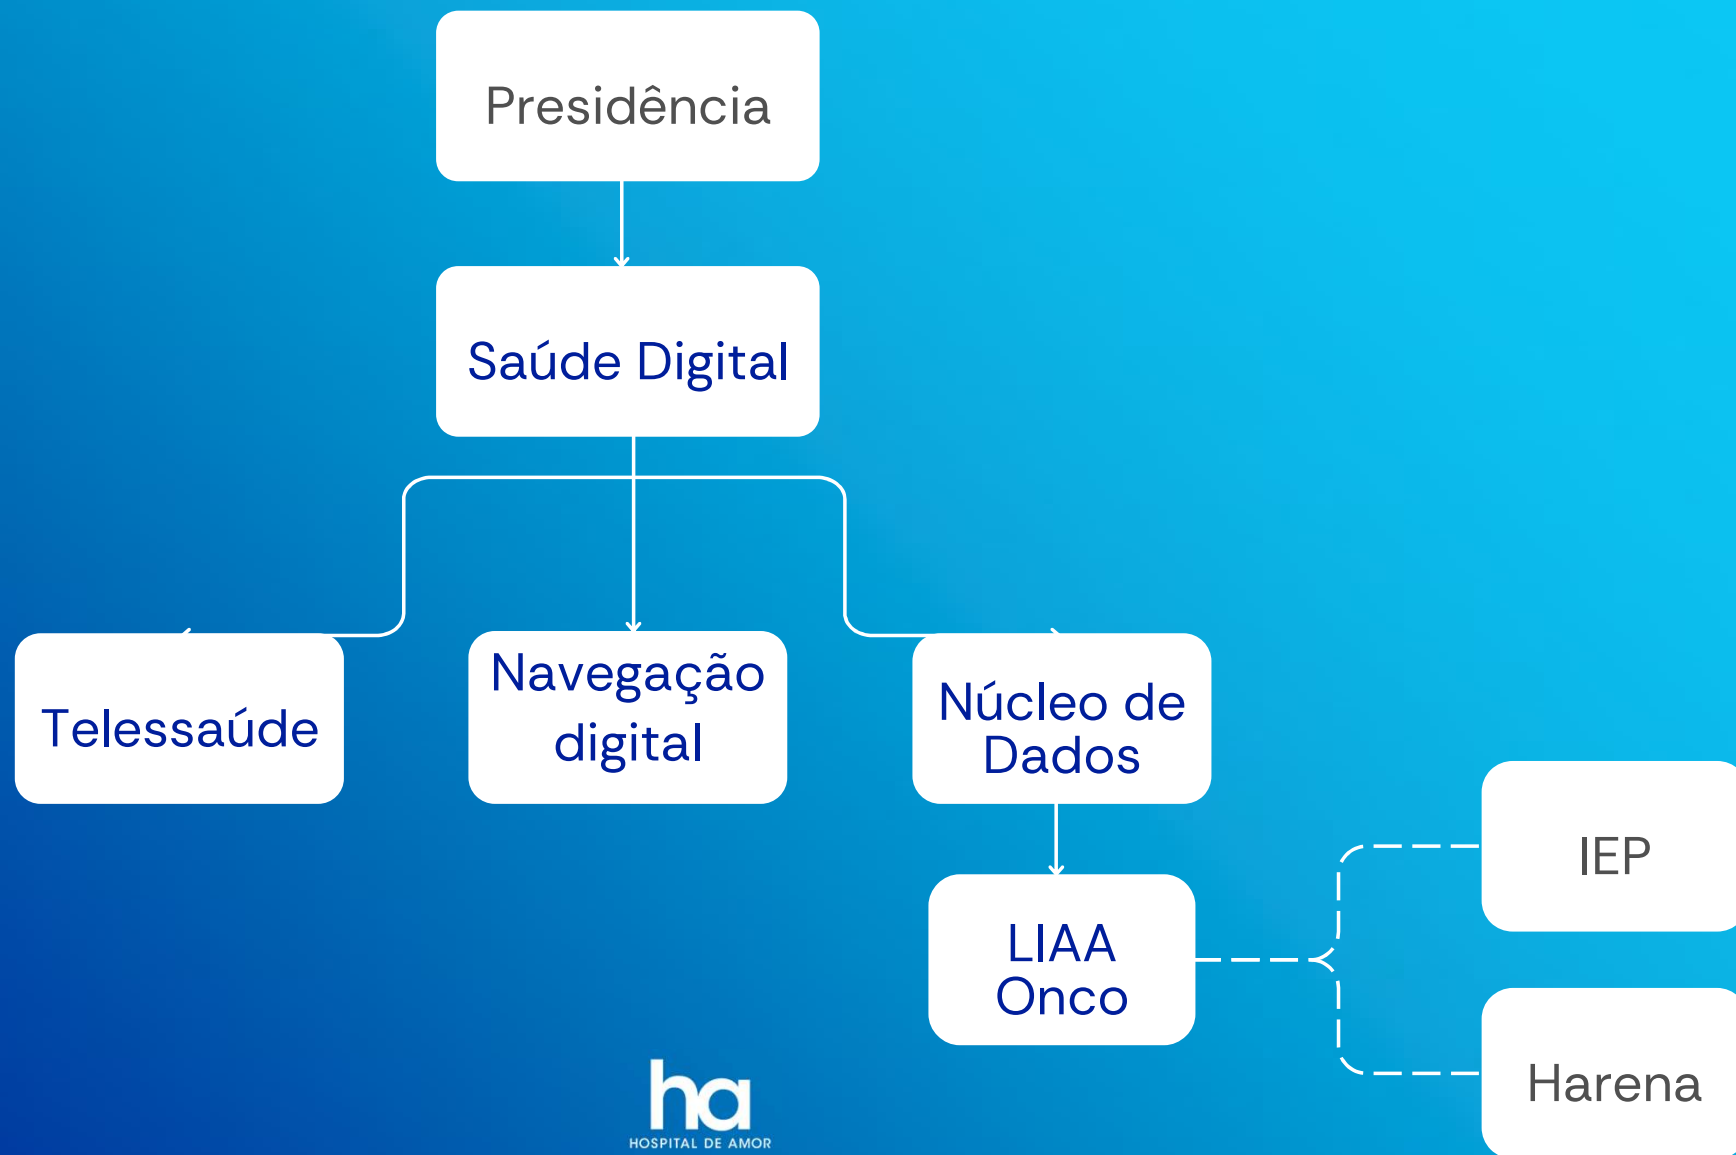 Presidência
Saúde Digital
Telessaúde
Navegação
digital
Núcleo de
Dados
LIAA
Onco
IEP
Harena
ha
HOSPITAL DE AMOR